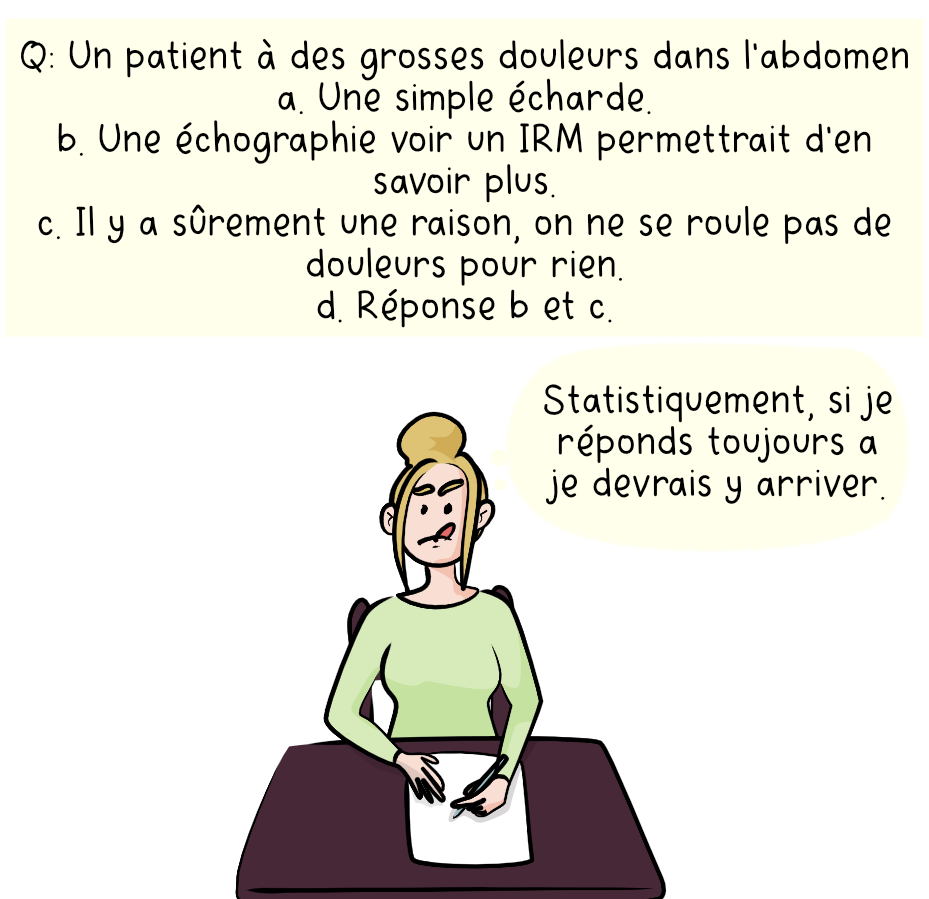 Q: Un patient à des grosses douleurs dans l'abdomen
a. Une simple écharde.
b. Une échographie voir un IRM permettrait d'en
savoir plus.
c. Il y a sûrement une raison, on ne se roule pas de
douleurs pour rien.
d. Réponse b et c.
Statistiquement, si je
réponds toujours a
je devrais y arriver.